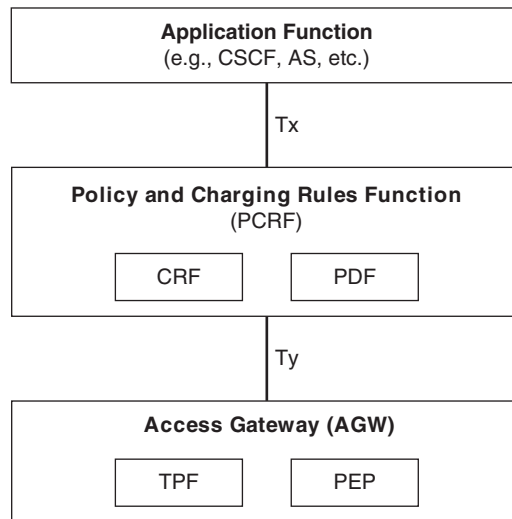 Application Function
(e.g., CSCF, AS, etc.)
Tx
Policy and Charging Rules Function
(PCRF)
CRF
PDF
Ty
Access Gateway (AGW)
TPF
PEP